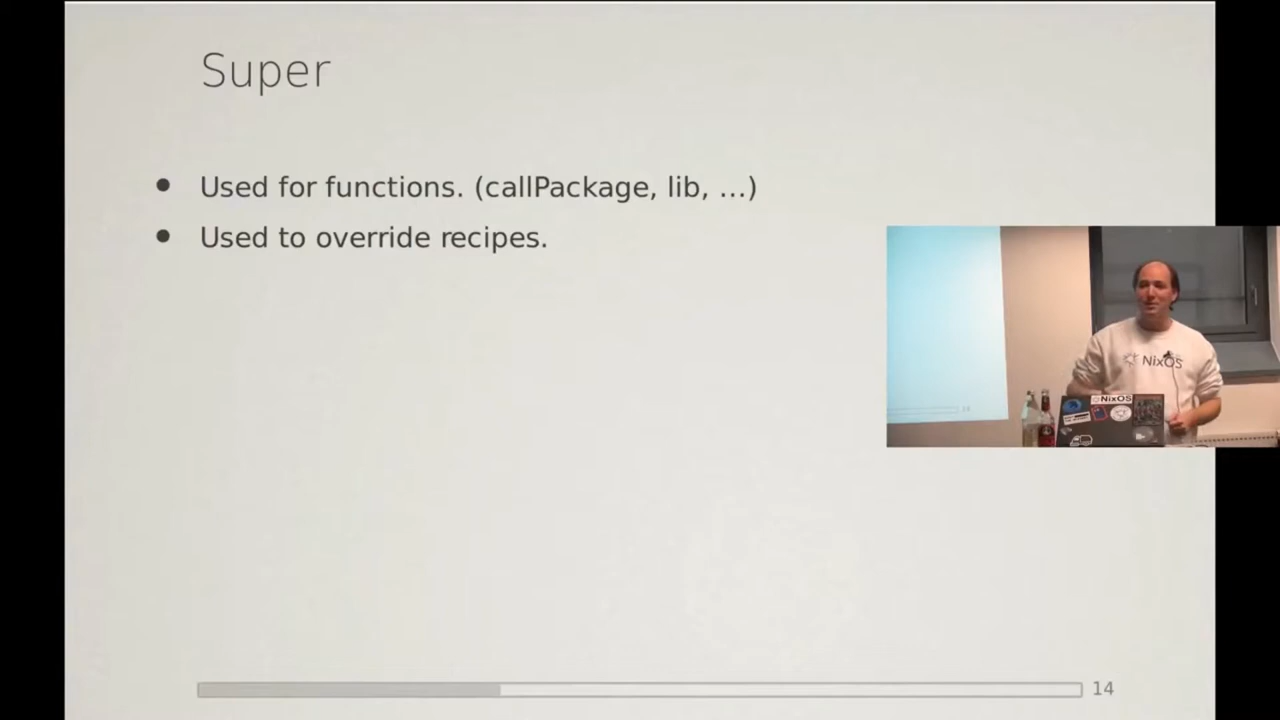 Super
● Used for functions. (callPackage, lib, ...)
● Used to override recipes.
NixOS
NixOS
14